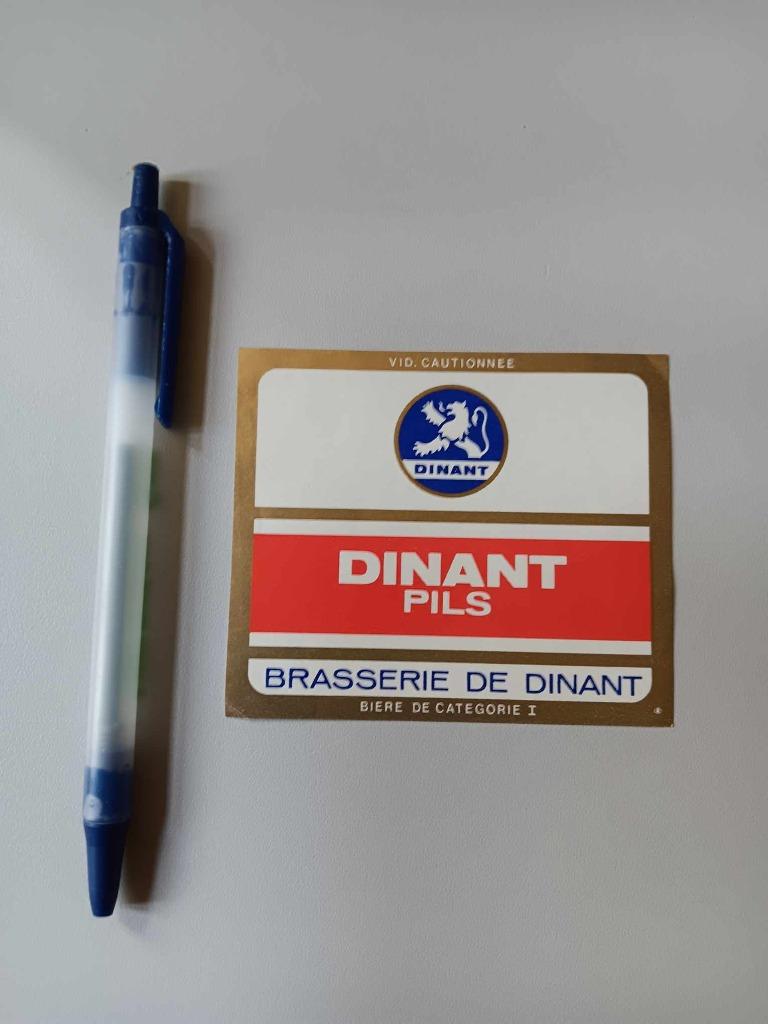 VID. CAUTIONNEE
DINANT
DINANT
PILS
BRASSERIE DE DINANT
BIERE DE CATEGORIE I